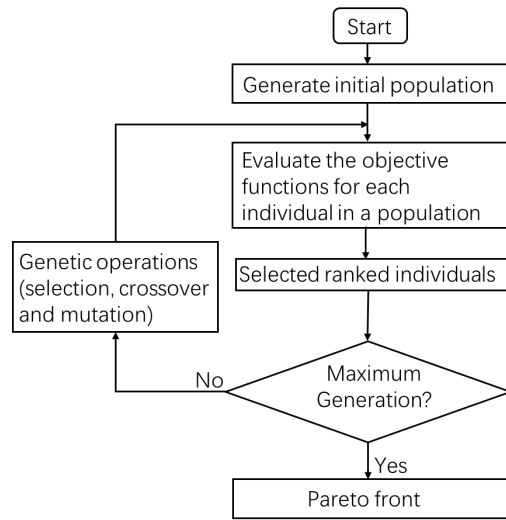 Start
Generate initial population
Evaluate the objective
functions for each
individual in a population
Genetic operations
(selection, crossover
and mutation)
Selected ranked individuals
Maximum
Generation?
No
Yes
Pareto front